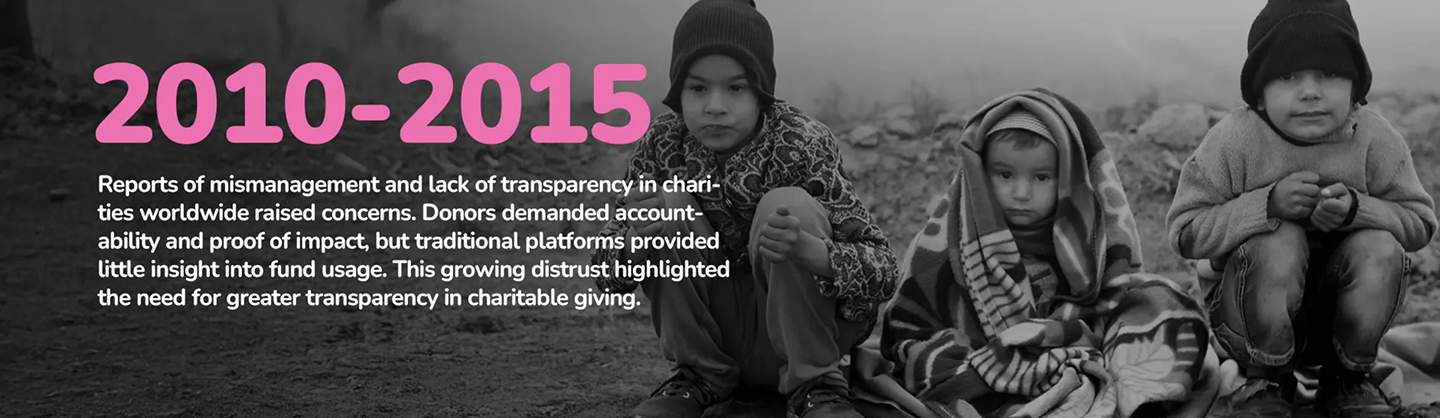 2010-2015
Reports of mismanagement and lack of transparency in chari-
ties worldwide raised concerns. Donors demanded account-
ability and proof of impact, but traditional platforms provided
little insight into fund usage. This growing distrust highlighted
the need for greater transparency in charitable giving.